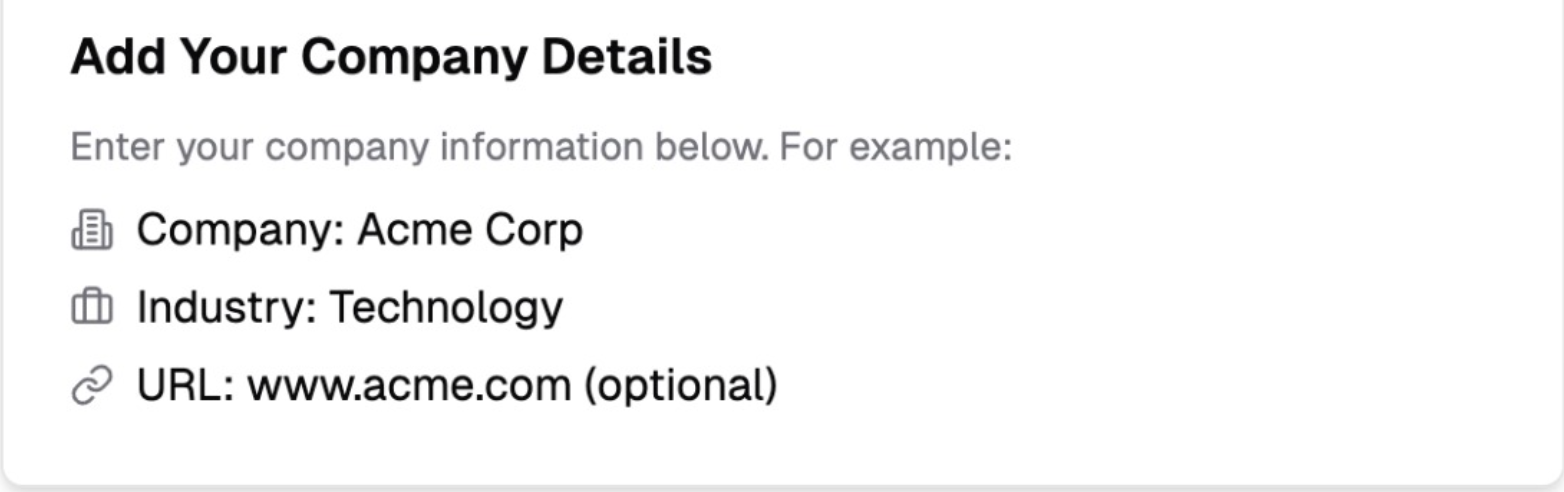 Add Your Company Details
Enter your company information below. For example:
Company: Acme Corp
Industry: Technology
URL: www.acme.com (optional)